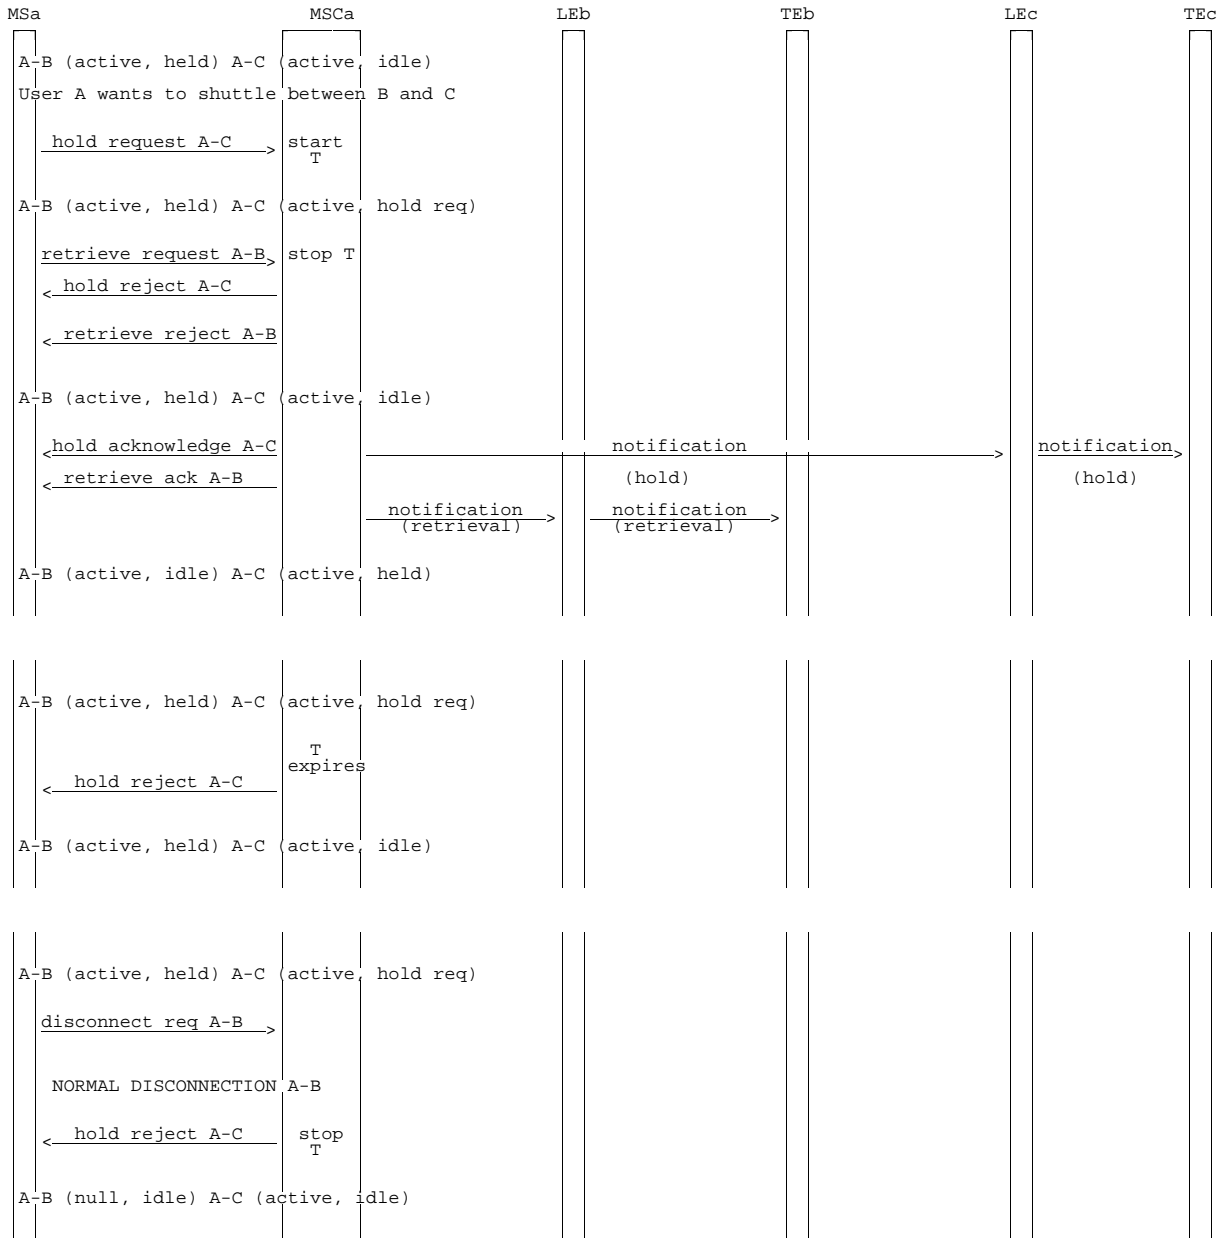 MSa MSCa LEb TEb LEc TEc
A-B (active, held) A-C (active, idle)
User A wants to shuttle between B and C
hold request A-C start
T
A-B (active, held) A-C (active, hold req)
retrieve request A-B stop T
hold reject A-C
retrieve reject A-B
A-B (active, held) A-C (active, idle)
hold acknowledge A-C notification notification
retrieve ack A-B (hold) (hold)
notification notification
(retrieval) (retrieval)
A-B (active, idle) A-C (active, held)
A-B (active, held) A-C (active, hold req)
T
expires
hold reject A-C
A-B (active, held) A-C (active, idle)
A-B (active, held) A-C (active, hold req)
disconnect req A-B
NORMAL DISCONNECTION A-B
hold reject A-C stop
T
A-B (null, idle) A-C (active, idle)